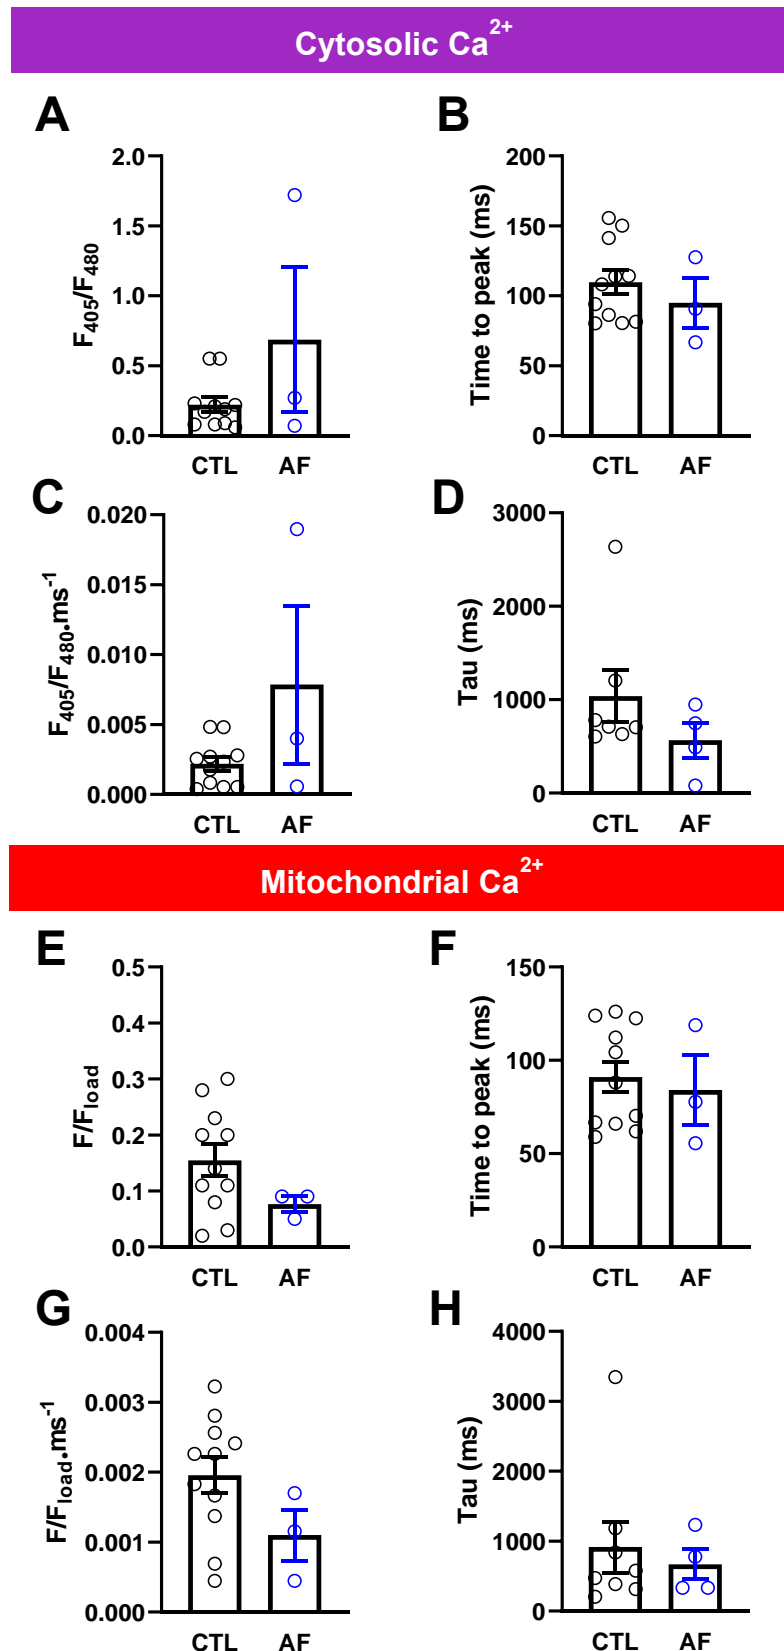 Cytosolic Ca²⁺
A
F₄₀₅/F₄₈₀
2.0
1.5
1.0
0.5
0.0
CTL AF
B
Time to peak (ms)
200
150
100
50
0
CTL AF
C
F₄₀₅/F₄₈₀.ms⁻¹
0.020
0.015
0.010
0.005
0.000
CTL AF
D
Tau (ms)
3000
2000
1000
0
CTL AF
Mitochondrial Ca²⁺
E
F/Fload
0.5
0.4
0.3
0.2
0.1
0.0
CTL AF
F
Time to peak (ms)
150
100
50
0
CTL AF
G
F/Fload.ms⁻¹
0.004
0.003
0.002
0.001
0.000
CTL AF
H
Tau (ms)
4000
3000
2000
1000
0
CTL AF